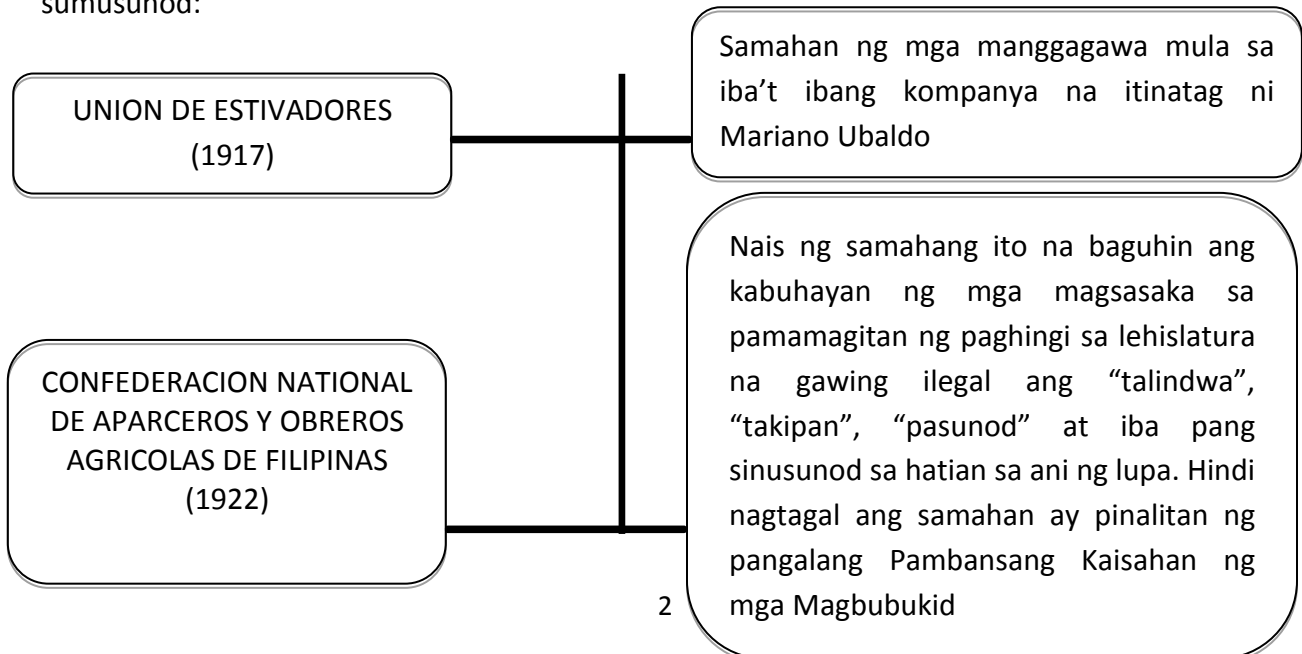 sumusunod:
UNION DE ESTIVADORES
(1917)
Samahan ng mga manggagawa mula sa
iba’t ibang kompanya na itinatag ni
Mariano Ubaldo
CONFEDERACION NATIONAL
DE APARCEROS Y OBREROS
AGRICOLAS DE FILIPINAS
(1922)
Nais ng samahang ito na baguhin ang
kabuhayan ng mga magsasaka sa
pamamagitan ng paghingi sa lehislatura
na gawing ilegal ang “talindwa”,
“takipan”, “pasunod” at iba pang
sinusunod sa hatian sa ani ng lupa. Hindi
nagtagal ang samahan ay pinalitan ng
pangalang Pambansang Kaisahan ng
mga Magbubukid
2